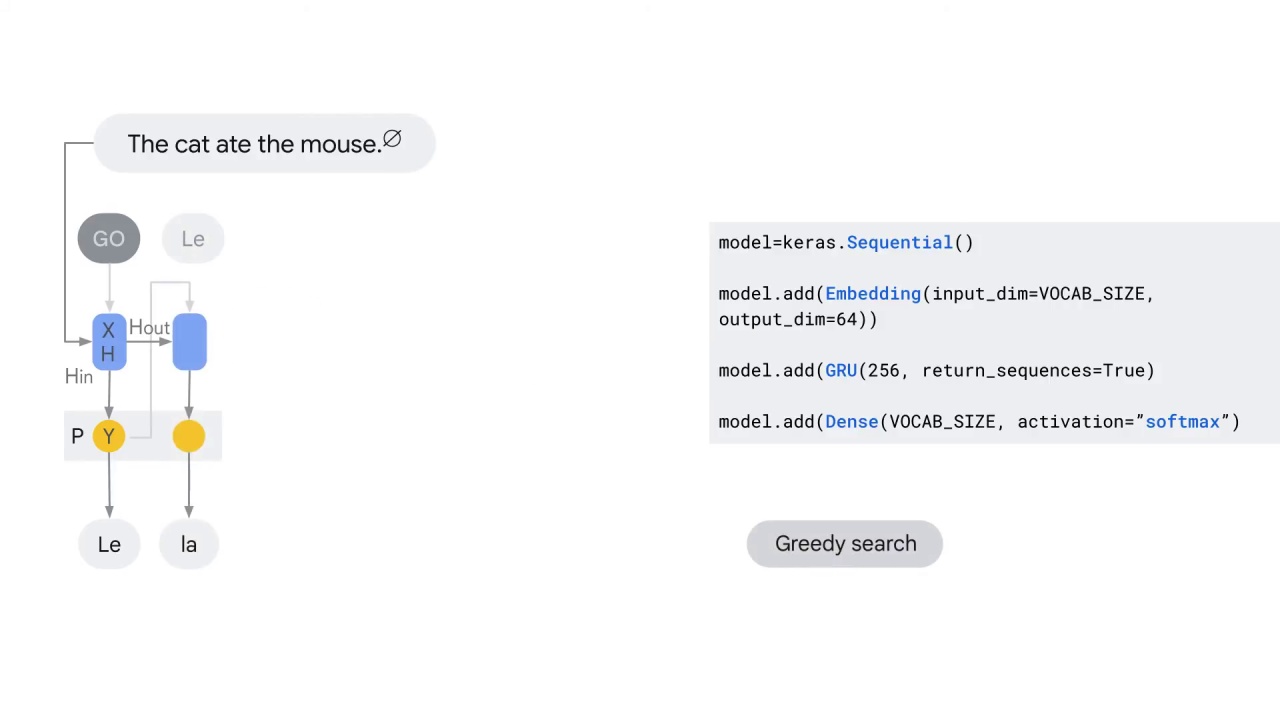 The cat ate the mouse.∅
GO
Le
X
H
Hout
Hin
P
Y
Le
la
model=keras.Sequential()
model.add(Embedding(input_dim=VOCAB_SIZE,
output_dim=64))
model.add(GRU(256, return_sequences=True)
model.add(Dense(VOCAB_SIZE, activation=”softmax”)
Greedy search